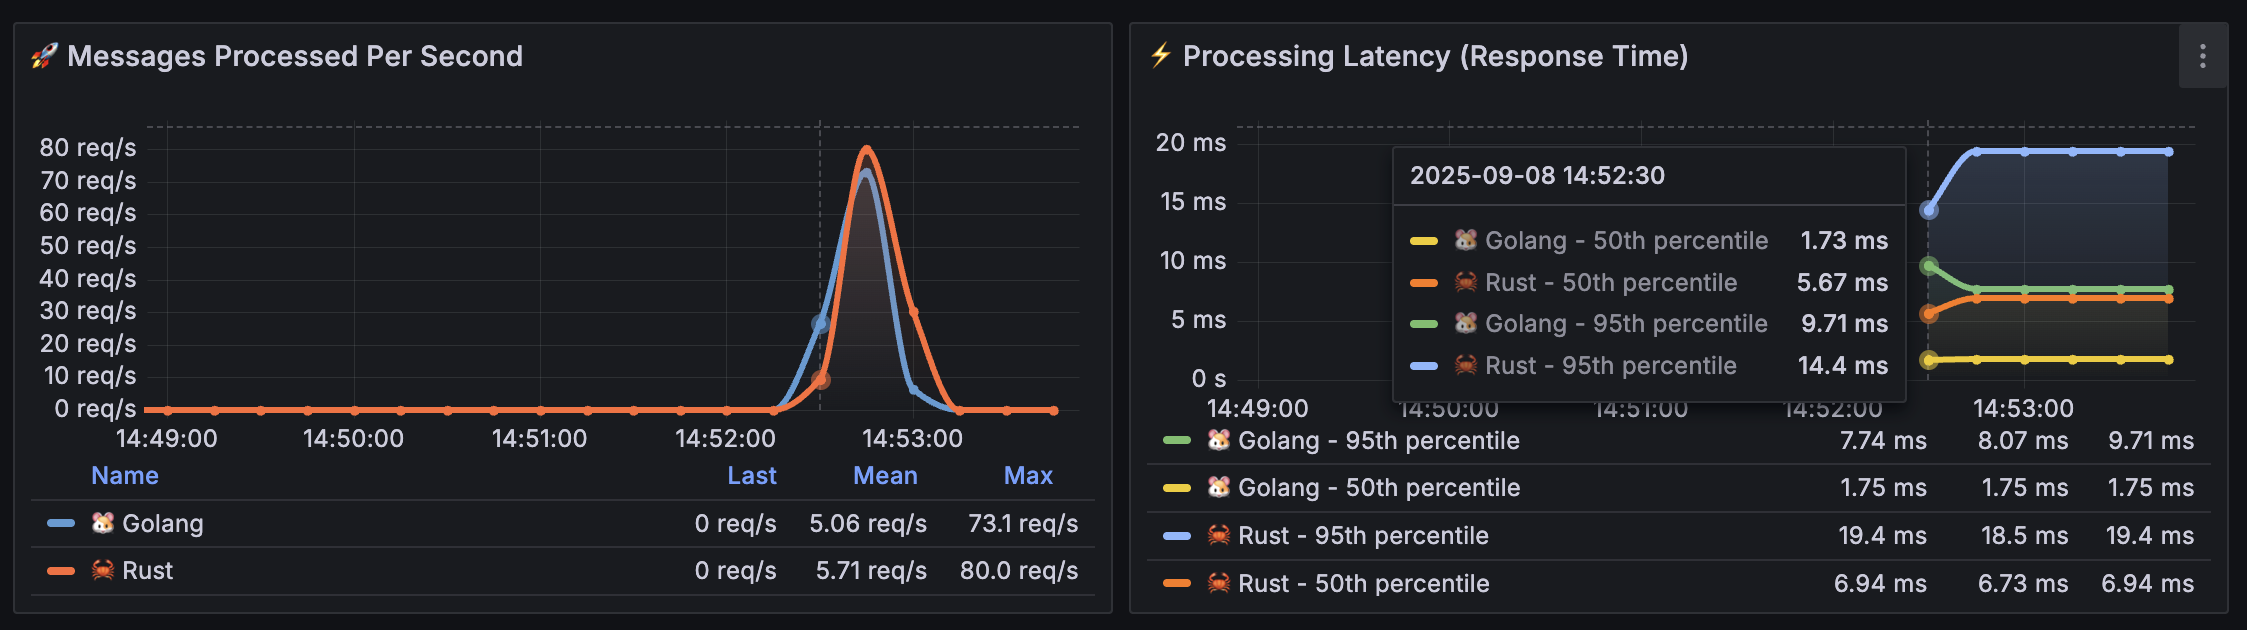 🚀 Messages Processed Per Second
80 req/s
70 req/s
60 req/s
50 req/s
40 req/s
30 req/s
20 req/s
10 req/s
0 req/s
14:49:00 14:50:00 14:51:00 14:52:00 14:53:00
Name Last Mean Max
🐹 Golang 0 req/s 5.06 req/s 73.1 req/s
🦀 Rust 0 req/s 5.71 req/s 80.0 req/s
⚡ Processing Latency (Response Time)
20 ms
15 ms
10 ms
5 ms
0 s
2025-09-08 14:52:30
🐹 Golang - 50th percentile 1.73 ms
🦀 Rust - 50th percentile 5.67 ms
🐹 Golang - 95th percentile 9.71 ms
🦀 Rust - 95th percentile 14.4 ms
14:49:00 14:50:00 14:51:00 14:52:00 14:53:00
🐹 Golang - 95th percentile 7.74 ms 8.07 ms 9.71 ms
🐹 Golang - 50th percentile 1.75 ms 1.75 ms 1.75 ms
🦀 Rust - 95th percentile 19.4 ms 18.5 ms 19.4 ms
🦀 Rust - 50th percentile 6.94 ms 6.73 ms 6.94 ms